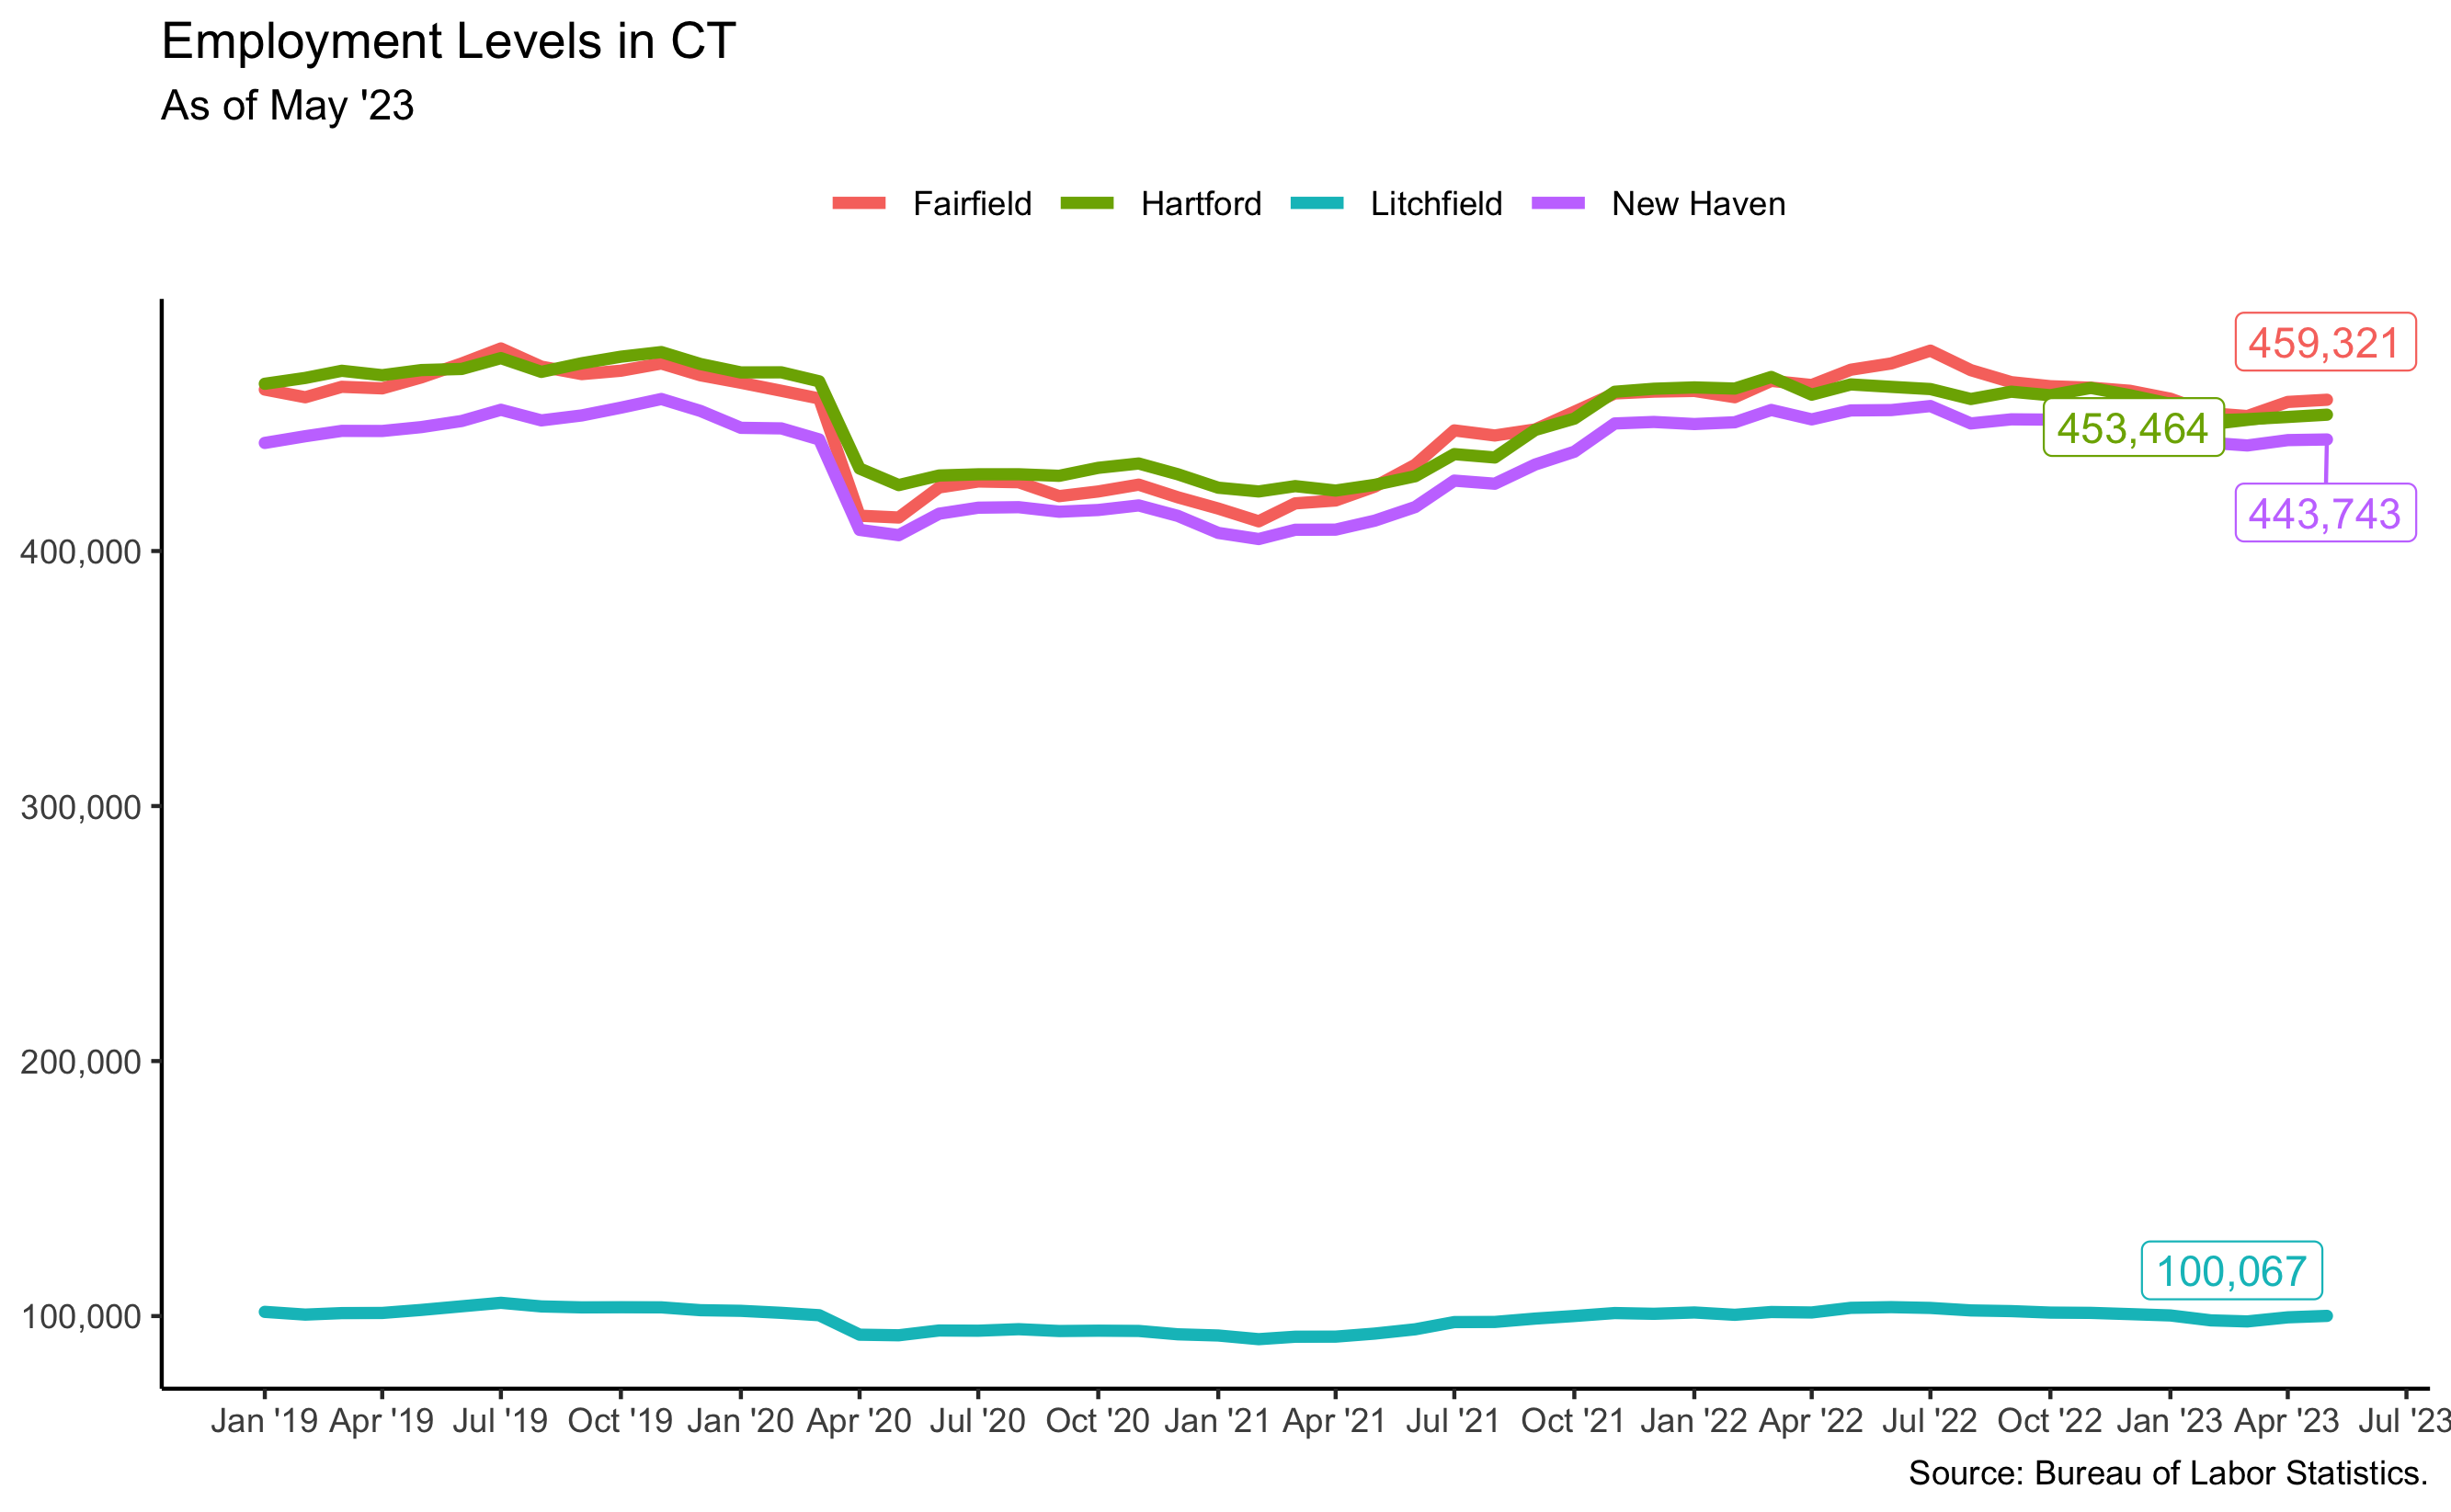 Employment Levels in CT
As of May '23
Fairfield Hartford Litchfield New Haven
459,321
453,464
443,743
400,000
300,000
200,000
100,067
100,000
Jan '19 Apr '19 Jul '19 Oct '19 Jan '20 Apr '20 Jul '20 Oct '20 Jan '21 Apr '21 Jul '21 Oct '21 Jan '22 Apr '22 Jul '22 Oct '22 Jan '23 Apr '23 Jul '23
Source: Bureau of Labor Statistics.